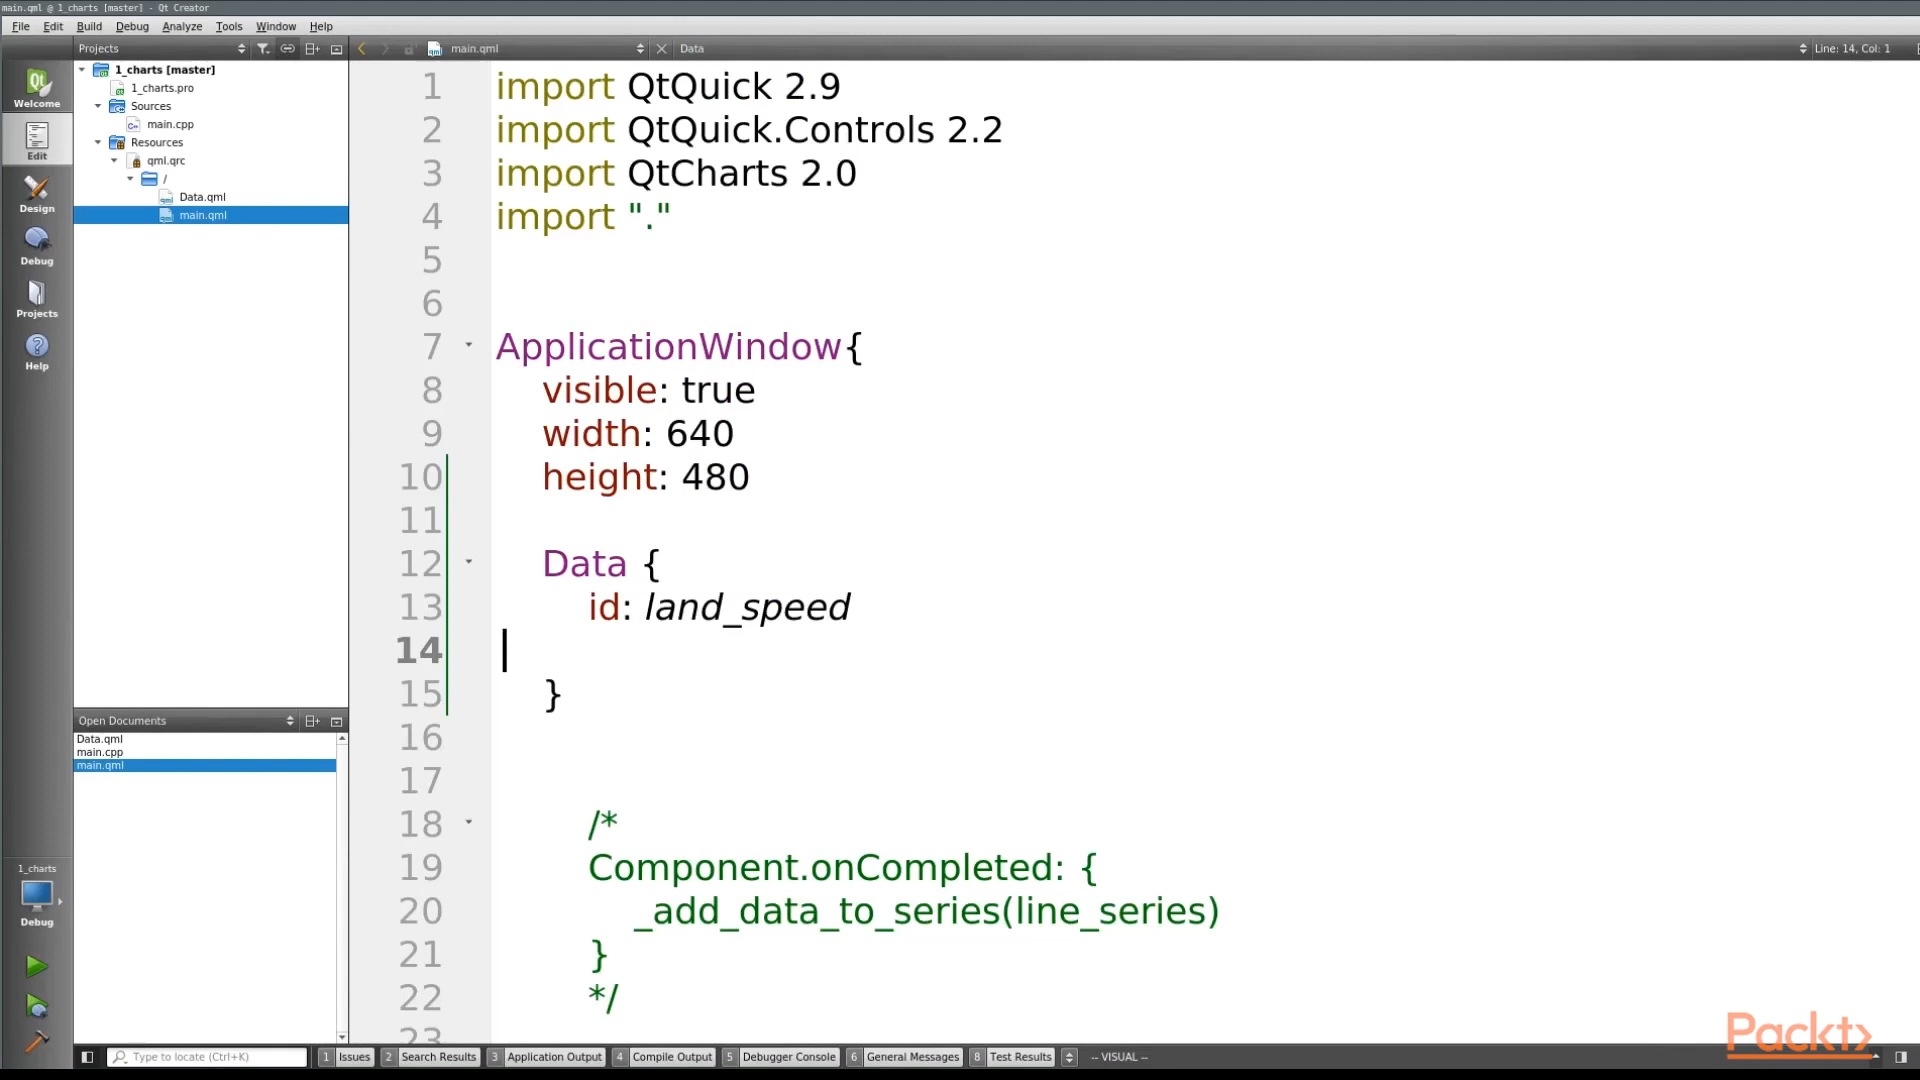 main.qml @ 1_charts [master] - Qt Creator
File Edit Build Debug Analyze Tools Window Help
Projects main.qml Data Line: 14, Col: 1
1_charts [master]
1_charts.pro
Sources
main.cpp
Resources
qml.qrc
/
Data.qml
main.qml
Welcome
Edit
Design
Debug
Projects
Help
1 import QtQuick 2.9
2 import QtQuick.Controls 2.2
3 import QtCharts 2.0
4 import "."
5
6
7 ApplicationWindow{
8 visible: true
9 width: 640
10 height: 480
11
12 Data {
13 id: land_speed
14
15 }
16
17
18 /*
19 Component.onCompleted: {
20 _add_data_to_series(line_series)
21 }
22 */
23
Open Documents
Data.qml
main.cpp
main.qml
1_charts
Debug
Type to locate (Ctrl+K) 1 Issues 2 Search Results 3 Application Output 4 Compile Output 5 Debugger Console 6 General Messages 8 Test Results -- VISUAL --
Packt>